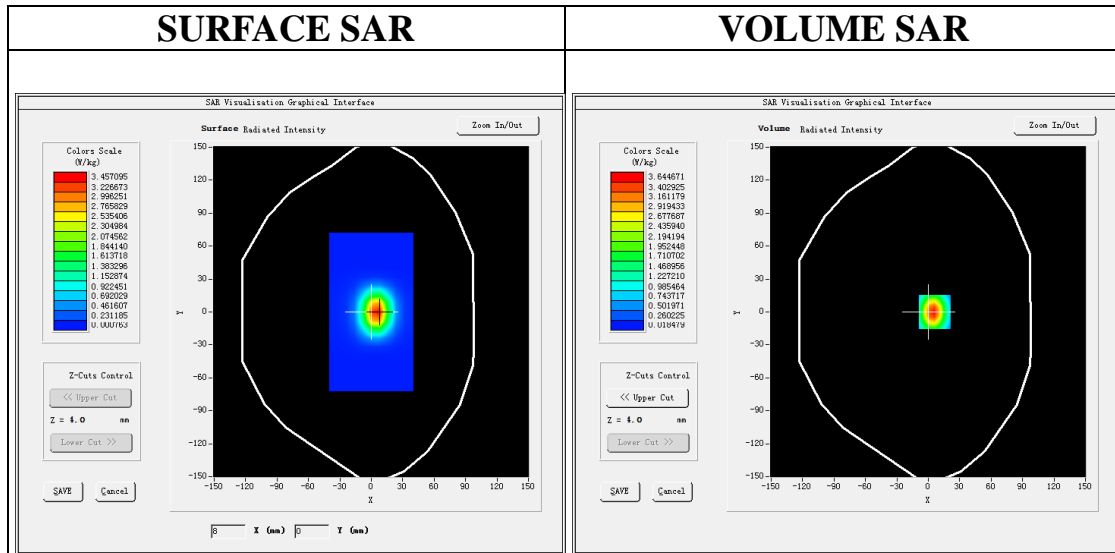 SURFACE SAR
VOLUME SAR
SAR Visualisation Graphical Interface
Surface Radiated Intensity
Zoom In/Out
Colors Scale
(W/kg)
3.457095
3.226673
2.996251
2.765829
2.535406
2.304984
2.074562
1.844140
1.613718
1.383296
1.152874
0.922451
0.692029
0.461607
0.231185
0.000763
150
120
90
60
30
0
-30
-60
-90
-120
-150
Y
-150 -120 -90 -60 -30 0 30 60 90 120 150
X
Z-Cuts Control
<< Upper Cut
Z = 4.0 mm
Lower Cut >>
SAVE Cancel
8 X (mm) 0 Y (mm)
SAR Visualisation Graphical Interface
Volume Radiated Intensity
Zoom In/Out
Colors Scale
(W/kg)
3.644671
3.402925
3.161179
2.919433
2.677687
2.435940
2.194194
1.952448
1.710702
1.468956
1.227210
0.985464
0.743717
0.501971
0.260225
0.018479
150
120
90
60
30
0
-30
-60
-90
-120
-150
Y
-150 -120 -90 -60 -30 0 30 60 90 120 150
X
Z-Cuts Control
<< Upper Cut
Z = 4.0 mm
Lower Cut >>
SAVE Cancel